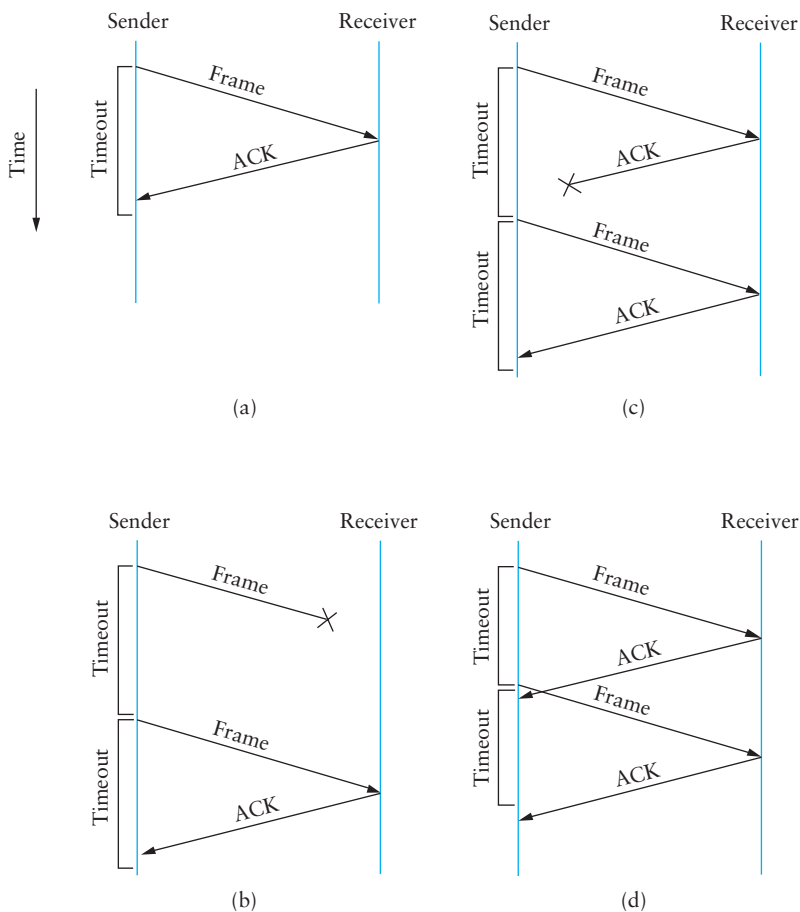 Sender
Receiver
Time
Timeout
Frame
ACK
(a)
Sender
Receiver
Timeout
Frame
ACK
Timeout
Frame
ACK
(c)
Sender
Receiver
Timeout
Frame
Timeout
Frame
ACK
(b)
Sender
Receiver
Timeout
Frame
ACK
Timeout
Frame
ACK
(d)